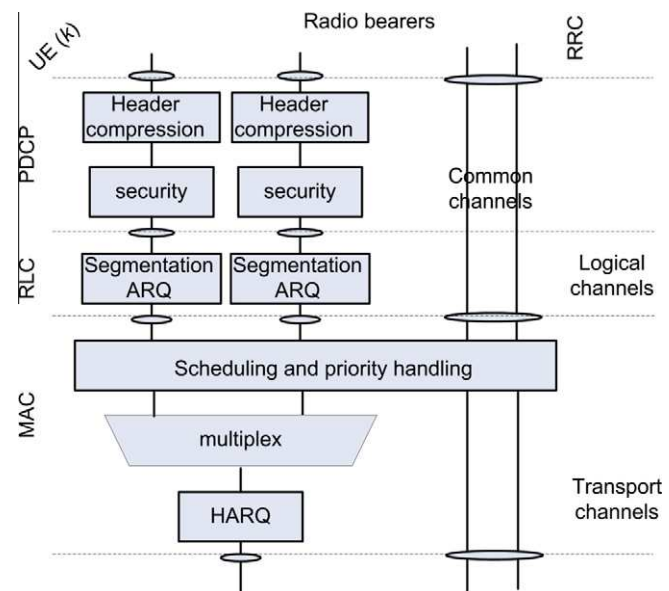 Radio bearers
UE (k)
RRC
Header
compression
Header
compression
PDCP
security
security
Common
channels
Segmentation
ARQ
Segmentation
ARQ
RLC
Logical
channels
Scheduling and priority handling
MAC
multiplex
HARQ
Transport
channels